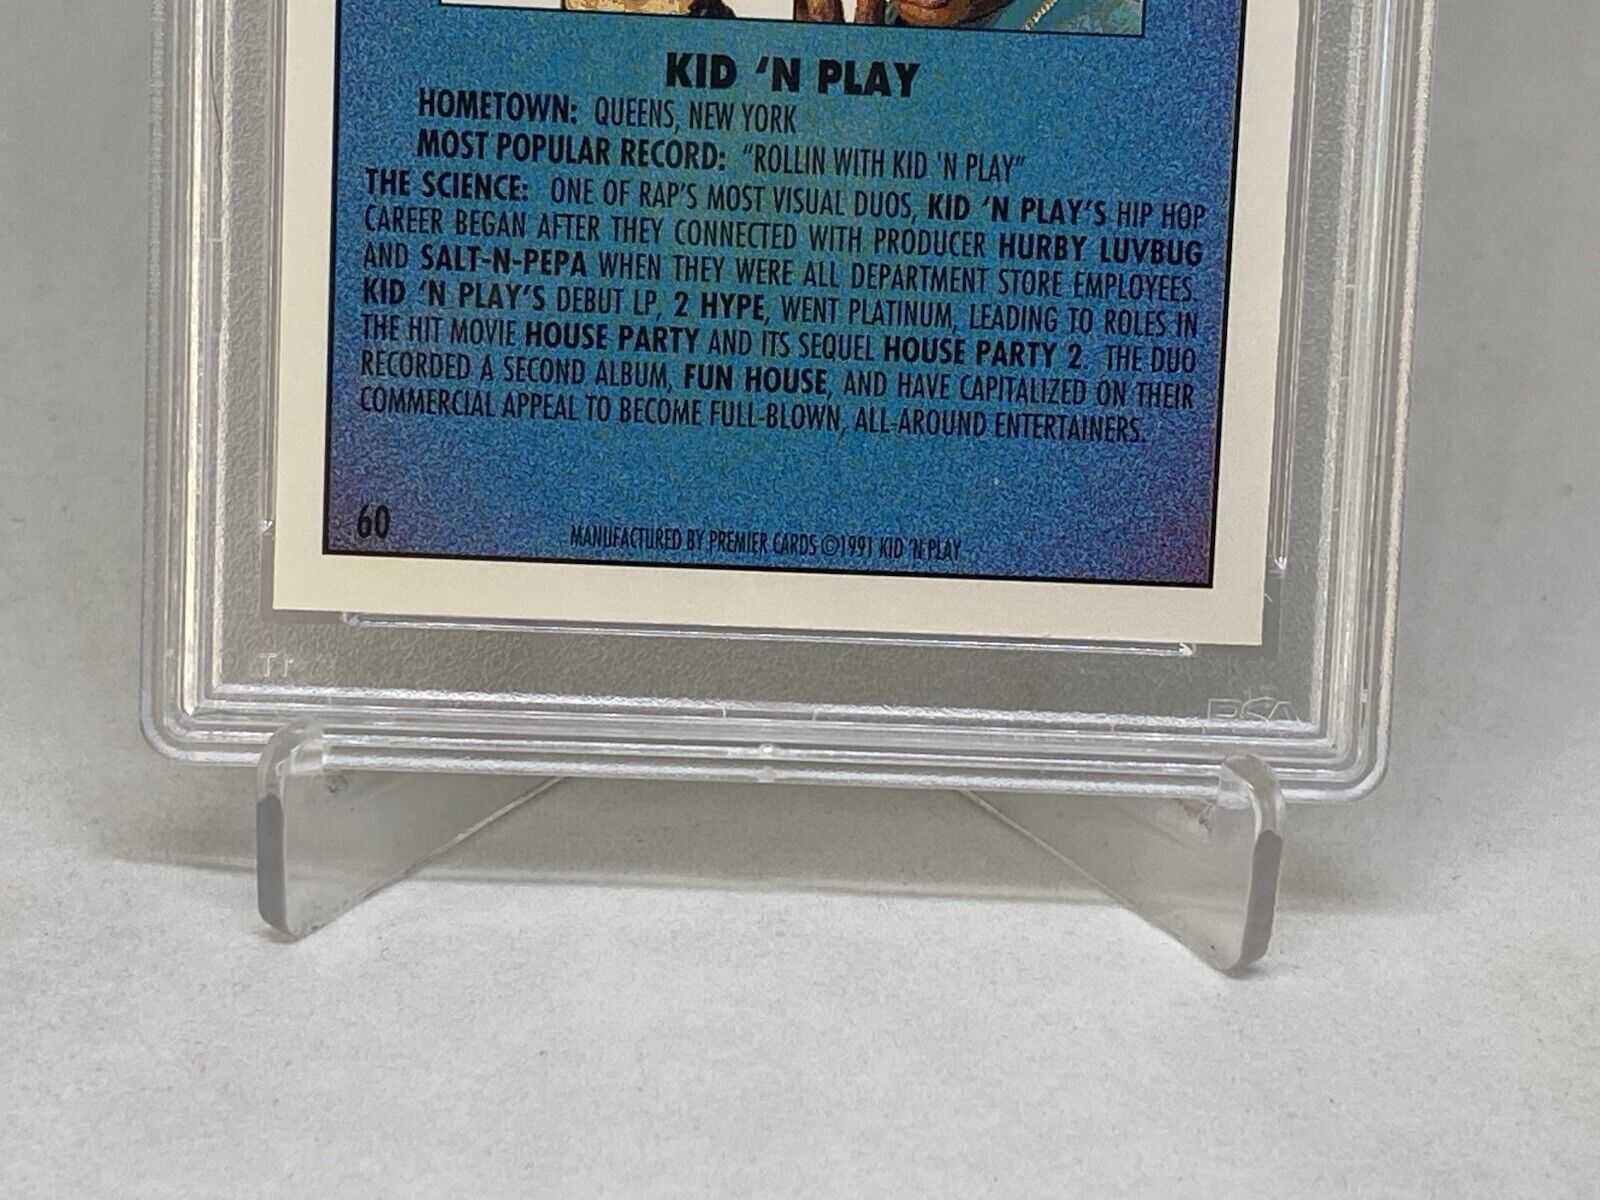 KID 'N PLAY
HOMETOWN: QUEENS, NEW YORK
MOST POPULAR RECORD: "ROLLIN WITH KID 'N PLAY"
THE SCIENCE: ONE OF RAP'S MOST VISUAL DUOS, KID 'N PLAY'S HIP HOP
CAREER BEGAN AFTER THEY CONNECTED WITH PRODUCER HURBY LUVBUG
AND SALT-N-PEPA WHEN THEY WERE ALL DEPARTMENT STORE EMPLOYEES.
KID 'N PLAY'S DEBUT LP, 2 HYPE, WENT PLATINUM, LEADING TO ROLES IN
THE HIT MOVIE HOUSE PARTY AND ITS SEQUEL HOUSE PARTY 2. THE DUO
RECORDED A SECOND ALBUM, FUN HOUSE, AND HAVE CAPITALIZED ON THEIR
COMMERCIAL APPEAL TO BECOME FULL-BLOWN, ALL-AROUND ENTERTAINERS.
60
MANUFACTURED BY PREMIER CARDS ©1991 KID 'N PLAY
PSA